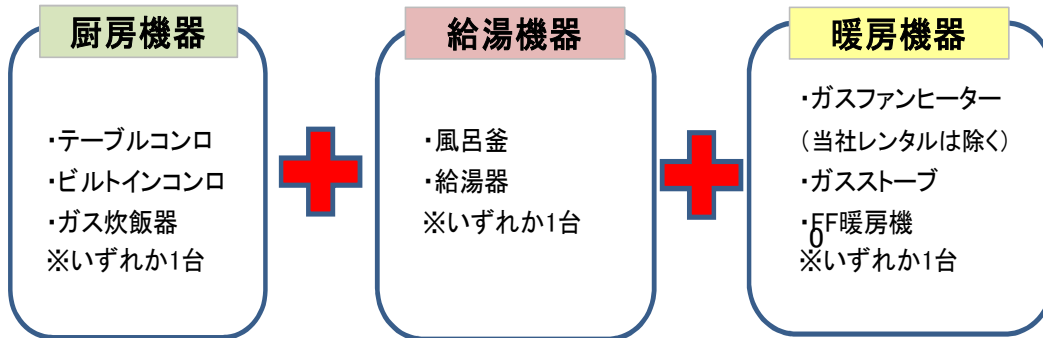 厨房機器
・テーブルコンロ
・ビルトインコンロ
・ガス炊飯器
※いずれか1台
給湯機器
・風呂釜
・給湯器
※いずれか1台
暖房機器
・ガスファンヒーター
（当社レンタルは除く）
・ガスストーブ
・FF暖房機
0
※いずれか1台